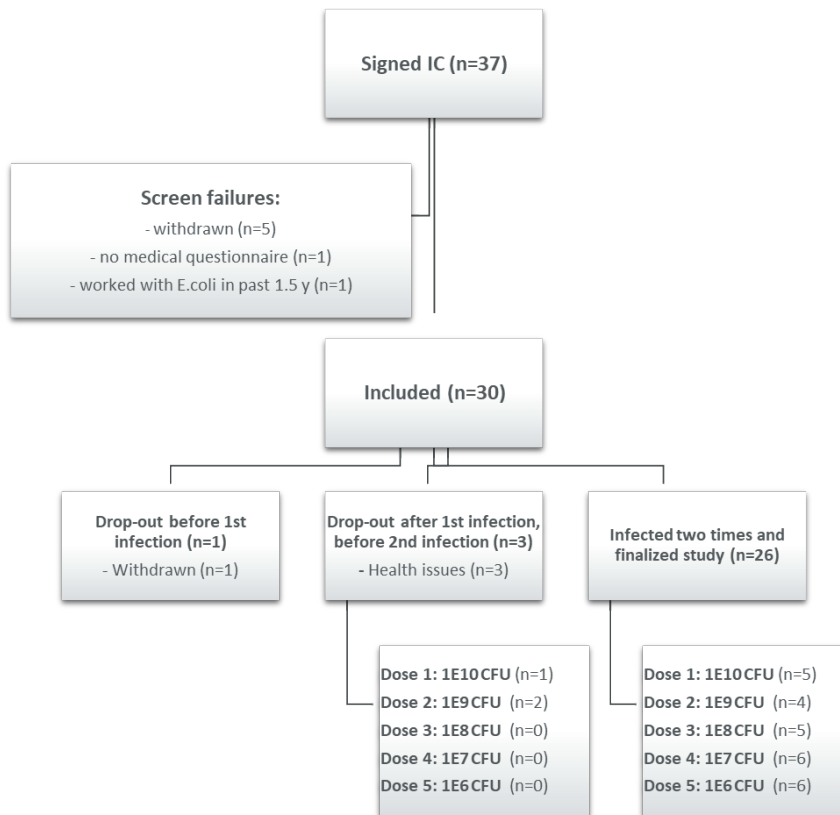 Signed IC (n=37)
Screen failures:
- withdrawn (n=5)
- no medical questionnaire (n=1)
- worked with E.coli in past 1.5 y (n=1)
Included (n=30)
Drop-out before 1st
infection (n=1)
- Withdrawn (n=1)
Drop-out after 1st infection,
before 2nd infection (n=3)
- Health issues (n=3)
Infected two times and
finalized study (n=26)
Dose 1: 1E10 CFU (n=1)
Dose 2: 1E9 CFU (n=2)
Dose 3: 1E8 CFU (n=0)
Dose 4: 1E7 CFU (n=0)
Dose 5: 1E6 CFU (n=0)
Dose 1: 1E10 CFU (n=5)
Dose 2: 1E9 CFU (n=4)
Dose 3: 1E8 CFU (n=5)
Dose 4: 1E7 CFU (n=6)
Dose 5: 1E6 CFU (n=6)